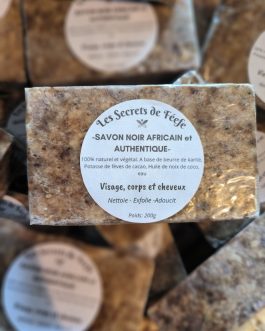 Les Secrets de Féefe
-SAVON NOIR AFRICAIN et
AUTHENTIQUE-
100% naturel et végétal. A base de beurre de karité,
Potasse de fèves de cacao, Huile de noix de coco,
eau
Visage, corps et cheveux
Nettoie - Exfolie -Adoucit
Poids: 200g